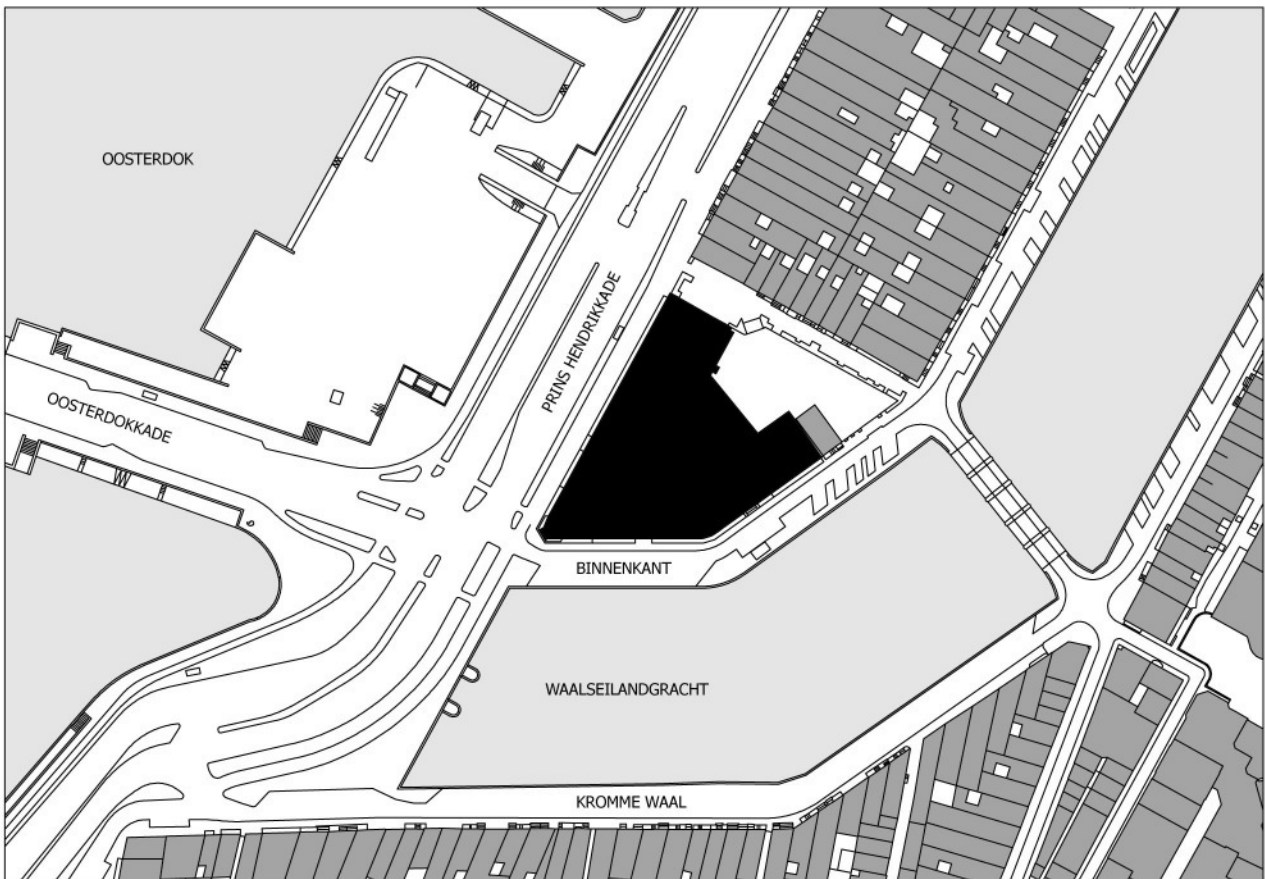 OOSTERDOK
PRINS HENDRIKKADE
OOSTERDOKKADE
BINNENKANT
WAALSEILANDGRACHT
KROMME WAAL